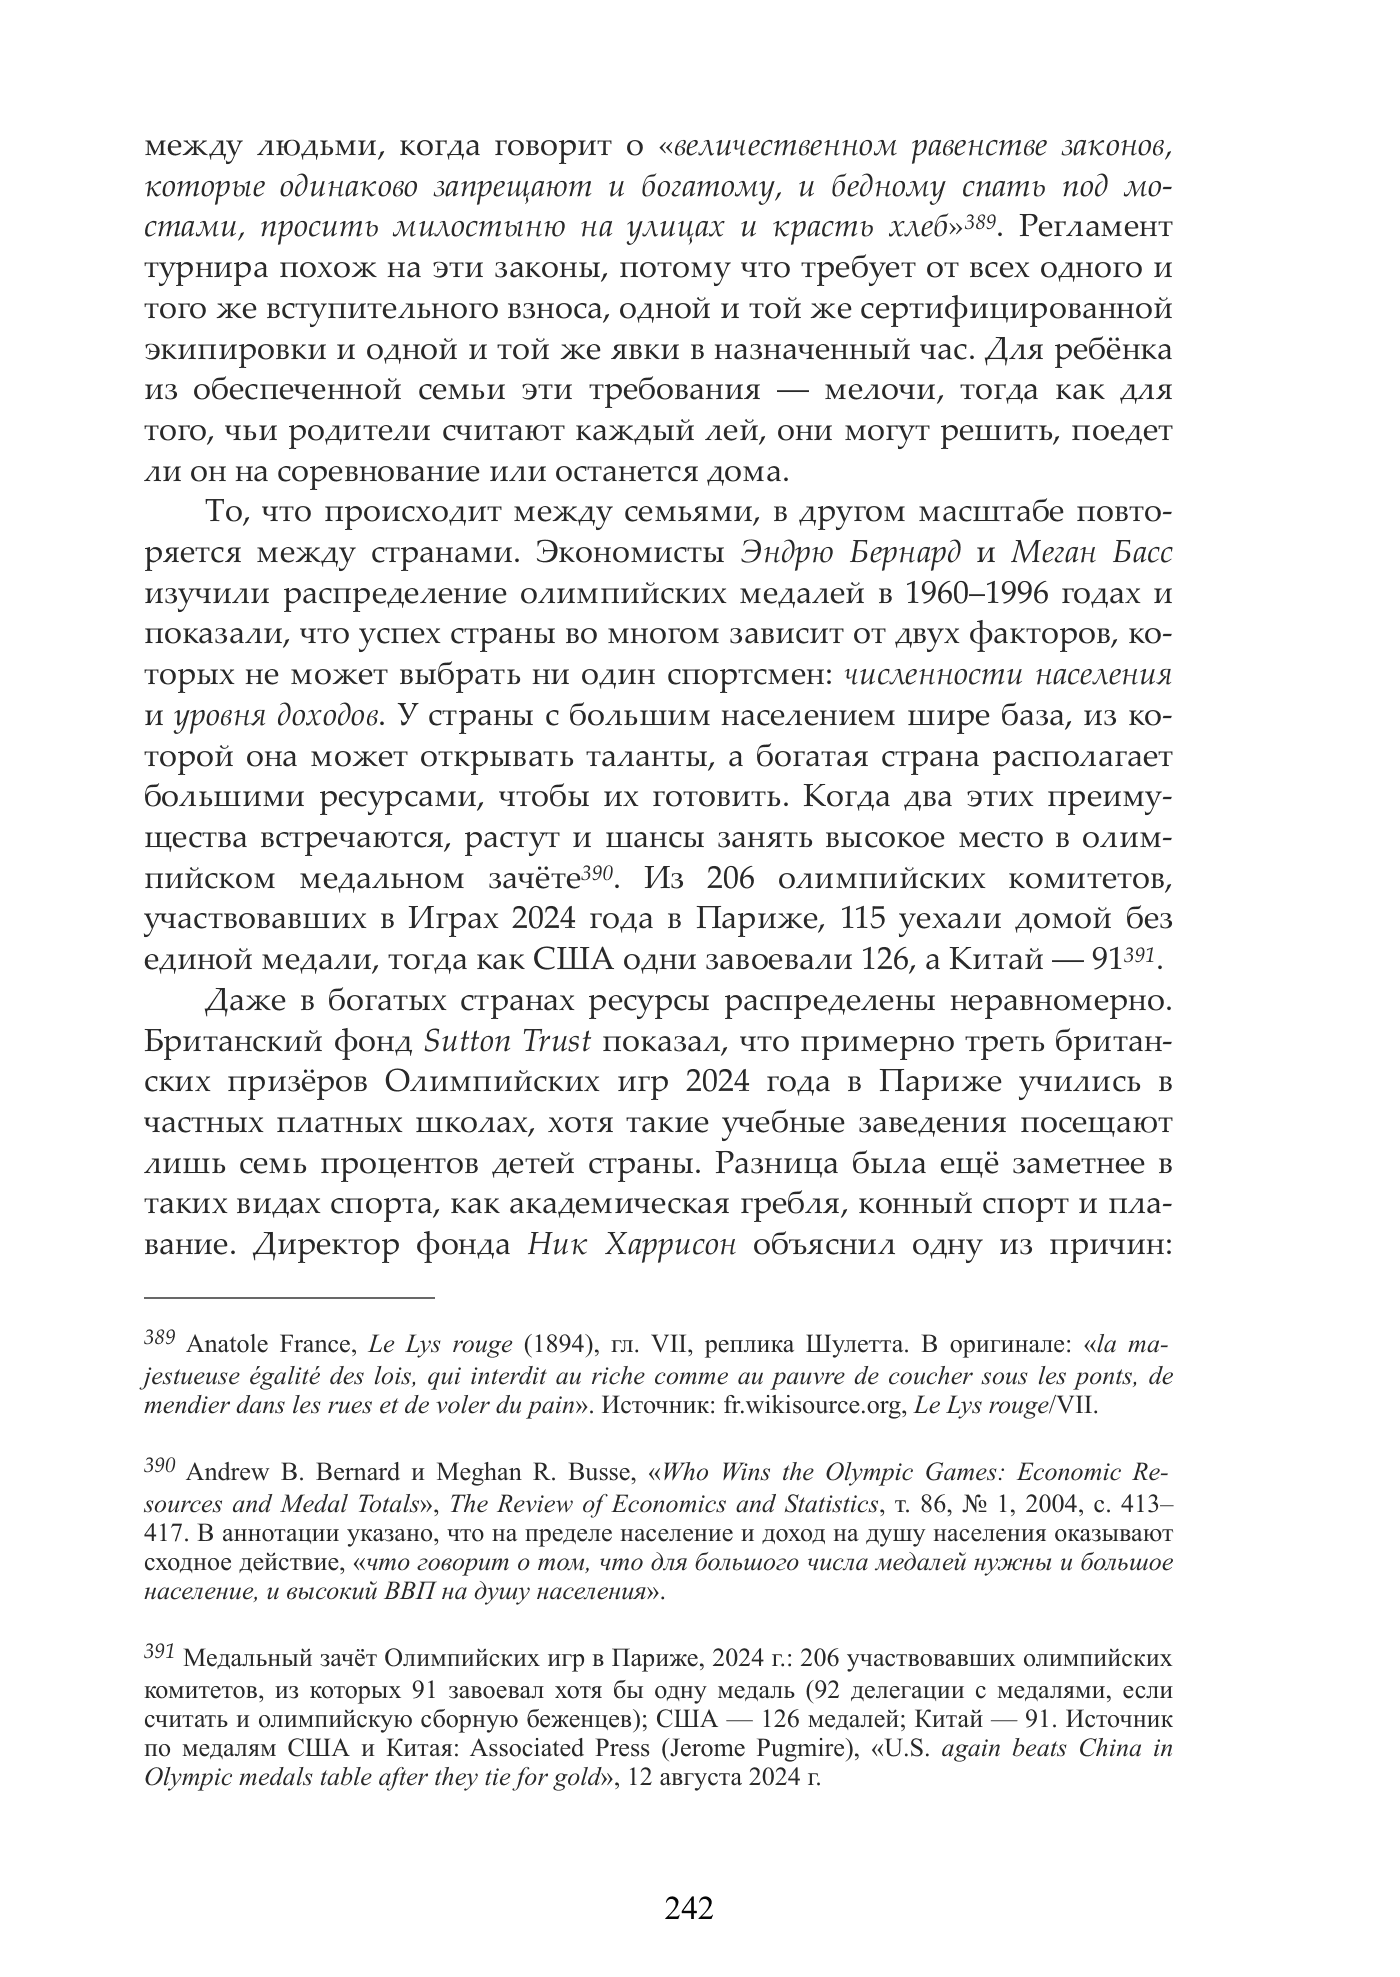 между людьми, когда говорит о «величественном равенстве законов,
которые одинаково запрещают и богатому, и бедному спать под мо-
стами, просить милостыню на улицах и красть хлеб»389. Регламент
турнира похож на эти законы, потому что требует от всех одного и
того же вступительного взноса, одной и той же сертифицированной
экипировки и одной и той же явки в назначенный час. Для ребёнка
из обеспеченной семьи эти требования — мелочи, тогда как для
того, чьи родители считают каждый лей, они могут решить, поедет
ли он на соревнование или останется дома.
То, что происходит между семьями, в другом масштабе повто-
ряется между странами. Экономисты Эндрю Бернард и Меган Басс
изучили распределение олимпийских медалей в 1960–1996 годах и
показали, что успех страны во многом зависит от двух факторов, ко-
торых не может выбрать ни один спортсмен: численности населения
и уровня доходов. У страны с большим населением шире база, из ко-
торой она может открывать таланты, а богатая страна располагает
большими ресурсами, чтобы их готовить. Когда два этих преиму-
щества встречаются, растут и шансы занять высокое место в олим-
пийском медальном зачёте390. Из 206 олимпийских комитетов,
участвовавших в Играх 2024 года в Париже, 115 уехали домой без
единой медали, тогда как США одни завоевали 126, а Китай — 91391.
Даже в богатых странах ресурсы распределены неравномерно.
Британский фонд Sutton Trust показал, что примерно треть британ-
ских призёров Олимпийских игр 2024 года в Париже учились в
частных платных школах, хотя такие учебные заведения посещают
лишь семь процентов детей страны. Разница была ещё заметнее в
таких видах спорта, как академическая гребля, конный спорт и пла-
вание. Директор фонда Ник Харрисон объяснил одну из причин:
389 Anatole France, Le Lys rouge (1894), гл. VII, реплика Шулетта. В оригинале: «la ma-
jestueuse égalité des lois, qui interdit au riche comme au pauvre de coucher sous les ponts, de
mendier dans les rues et de voler du pain». Источник: fr.wikisource.org, Le Lys rouge/VII.
390 Andrew B. Bernard и Meghan R. Busse, «Who Wins the Olympic Games: Economic Re-
sources and Medal Totals», The Review of Economics and Statistics, т. 86, № 1, 2004, с. 413–
417. В аннотации указано, что на пределе население и доход на душу населения оказывают
сходное действие, «что говорит о том, что для большого числа медалей нужны и большое
население, и высокий ВВП на душу населения».
391 Медальный зачёт Олимпийских игр в Париже, 2024 г.: 206 участвовавших олимпийских
комитетов, из которых 91 завоевал хотя бы одну медаль (92 делегации с медалями, если
считать и олимпийскую сборную беженцев); США — 126 медалей; Китай — 91. Источник
по медалям США и Китая: Associated Press (Jerome Pugmire), «U.S. again beats China in
Olympic medals table after they tie for gold», 12 августа 2024 г.
242